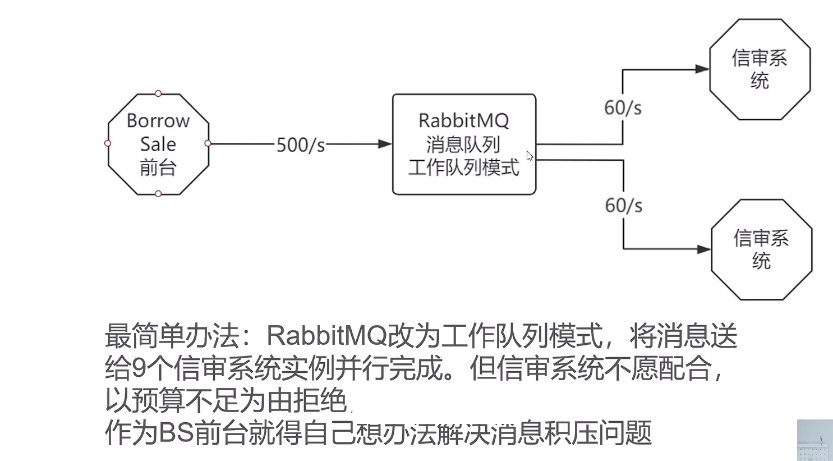 Borrow
Sale
前台
500/s
RabbitMQ
消息队列
工作队列模式
60/s
信审系
统
60/s
信审系
统
最简单办法：RabbitMQ改为工作队列模式，将消息送
给9个信审系统实例并行完成。但信审系统不愿配合，
以预算不足为由拒绝，
作为BS前台就得自己想办法解决消息积压问题